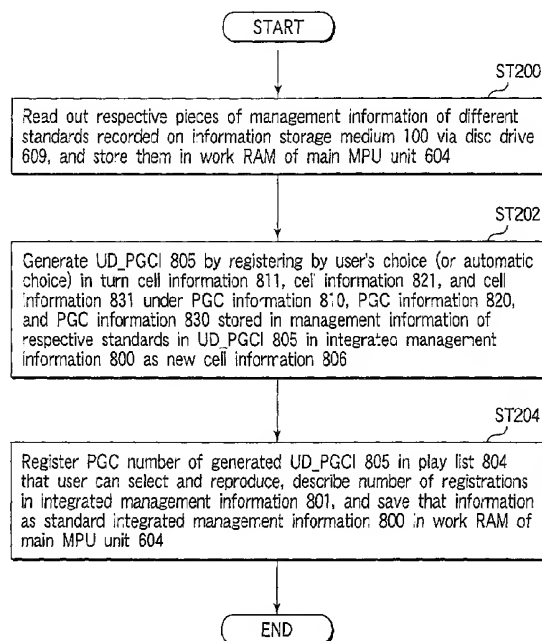 START
ST200
Read out respective pieces of management information of different
standards recorded on information storage medium 100 via disc drive
609, and store them in work RAM of main MPU unit 604
ST202
Generate UD_PGCI 805 by registering by user's choice (or automatic
choice) in turn cell information 811, cell information 821, and cell
information 831 under PGC information 810, PGC information 820,
and PGC information 830 stored in management information of
respective standards in UD_PGCI 805 in integrated management
information 800 as new cell information 806
ST204
Register PGC number of generated UD_PGCI 805 in play list 804
that user can select and reproduce, describe number of registrations
in integrated management information 801, and save that information
as standard integrated management information 800 in work RAM of
main MPU unit 604
END